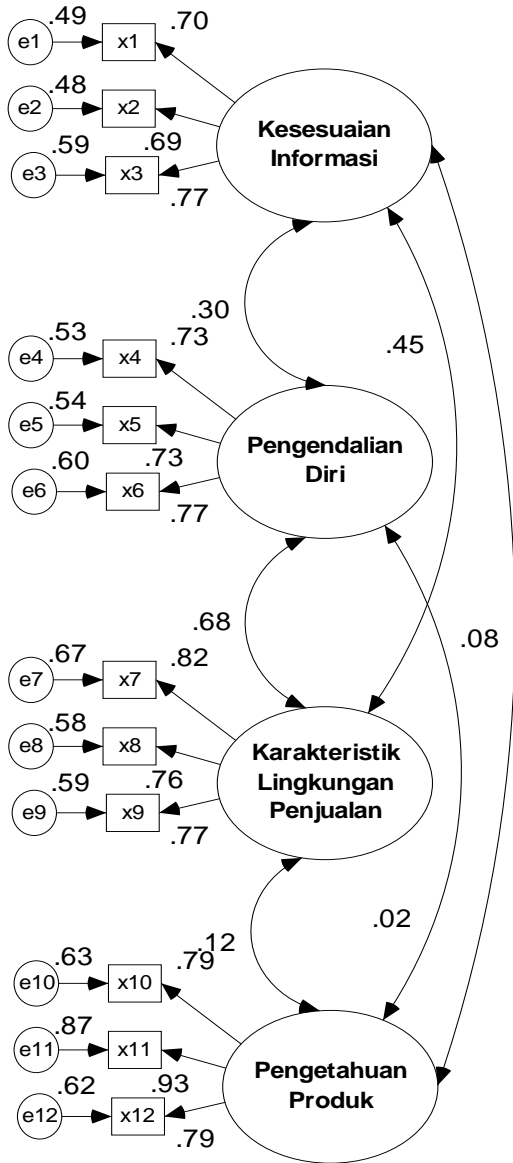 .49
e1 x1 .70
.48
e2 x2
.59 .69
e3 x3
.77
Kesesuaian
Informasi
.30
.45
.53
e4 x4 .73
.54
e5 x5
.60 .73
e6 x6
.77
Pengendalian
Diri
.68
.08
.67
e7 x7 .82
.58
e8 x8
.59 .76
e9 x9
.77
Karakteristik
Lingkungan
Penjualan
.12
.02
.63
e10 x10 .79
.87
e11 x11
.62 .93
e12 x12
.79
Pengetahuan
Produk